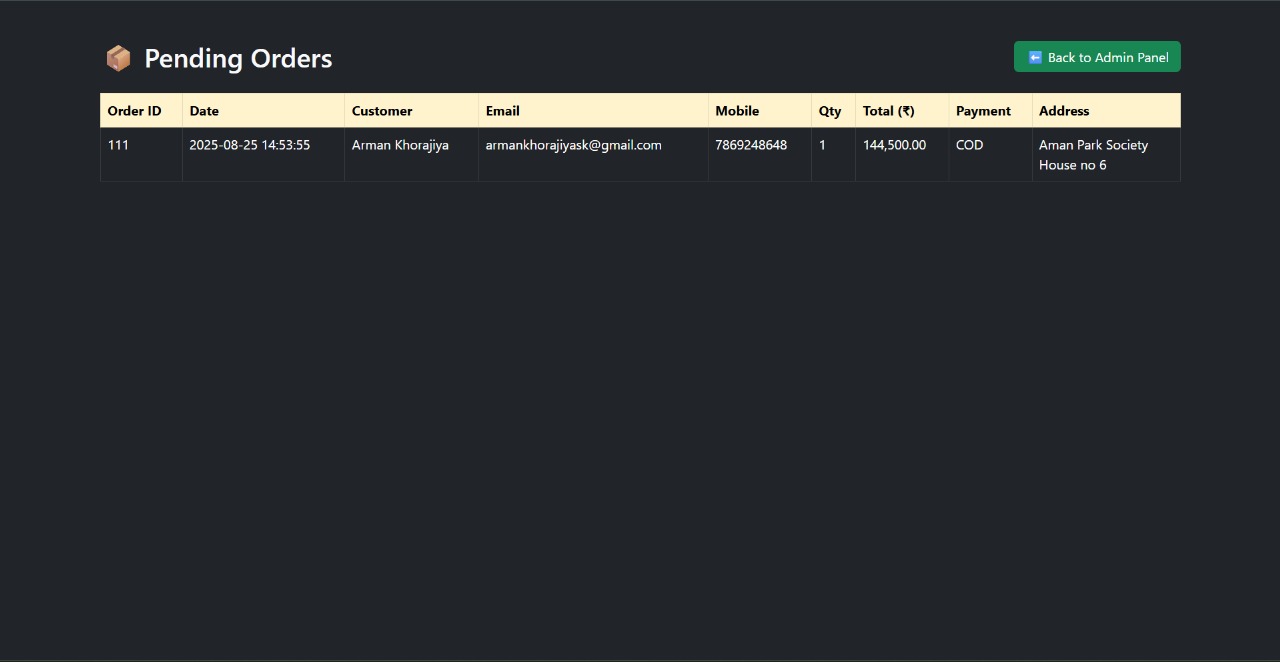 Pending Orders
Back to Admin Panel
Order ID Date Customer Email Mobile Qty Total (₹) Payment Address
111 2025-08-25 14:53:55 Arman Khorajiya armankhorajiyask@gmail.com 7869248648 1 144,500.00 COD Aman Park Society
House no 6